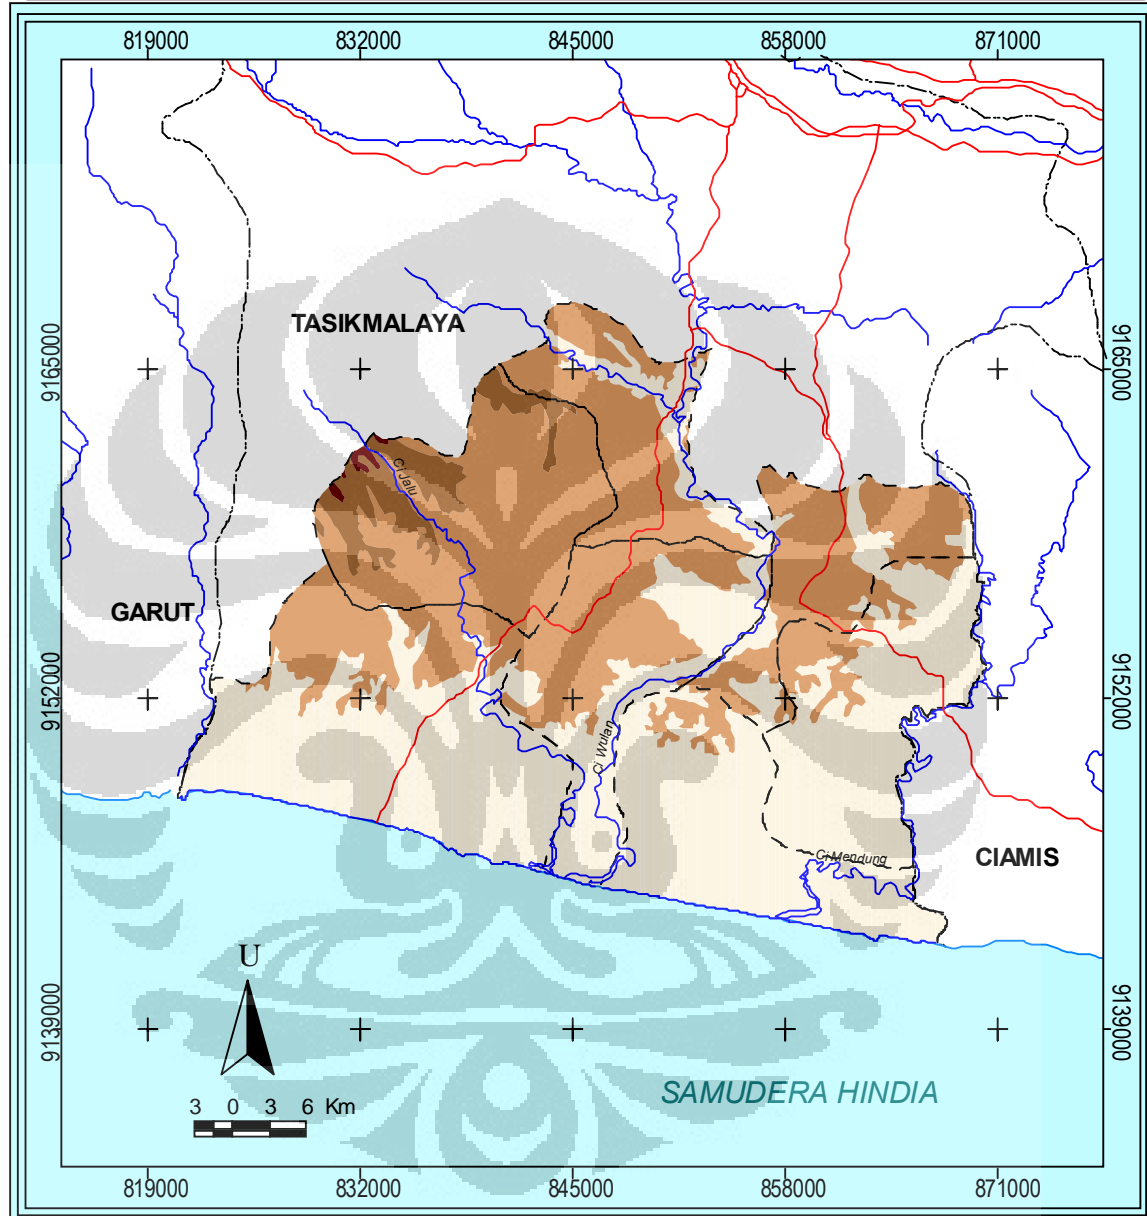 819000 832000 845000 858000 871000
TASIKMALAYA
9165000
9165000
Ci Jalu
GARUT
9152000
9152000
Ci Wulan
Ci Mendung
CIAMIS
U
9139000
9139000
SAMUDERA HINDIA
3 0 3 6 Km
819000 832000 845000 858000 871000